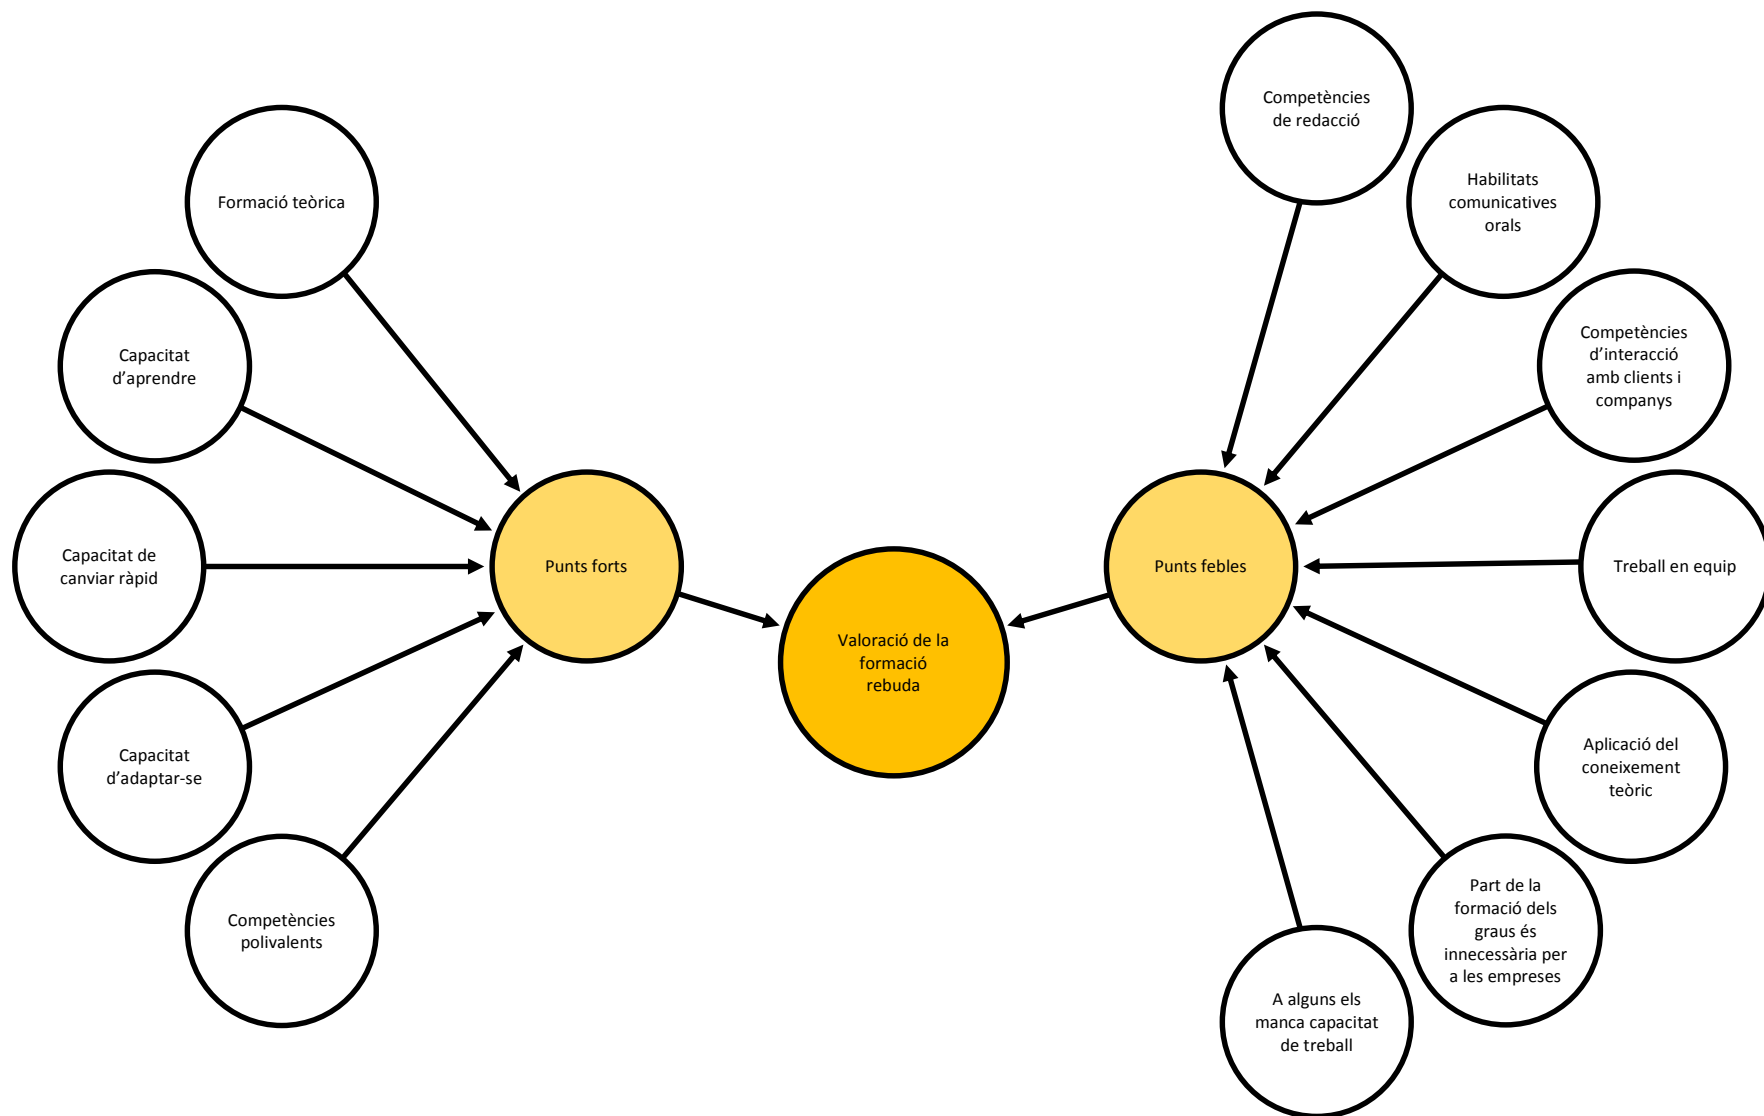 Formació teòrica
Capacitat
d’aprendre
Capacitat de
canviar ràpid
Capacitat
d’adaptar-se
Competències
polivalents
Punts forts
Valoració de la
formació
rebuda
Punts febles
Competències
de redacció
Habilitats
comunicatives
orals
Competències
d’interacció
amb clients i
companys
Treball en equip
Aplicació del
coneixement
teòric
Part de la
formació dels
graus és
innecessària per
a les empreses
A alguns els
manca capacitat
de treball